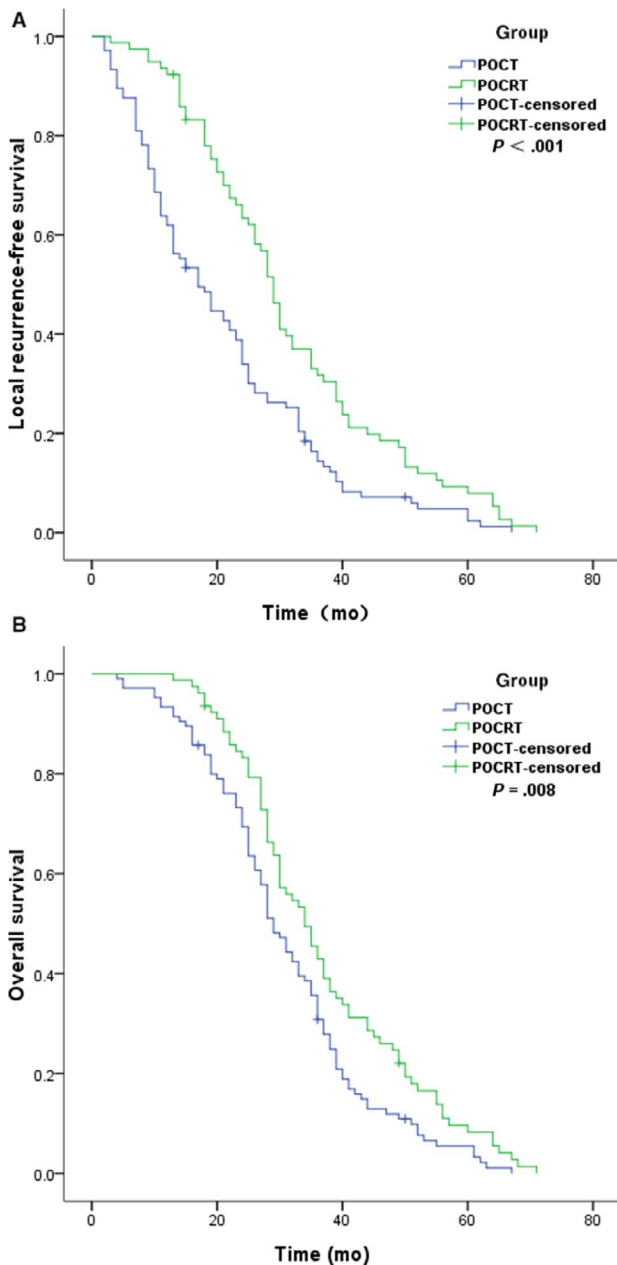 A
Group
POCT
POCRT
POCT-censored
POCRT-censored
P < .001
Local recurrence-free survival
1.0
0.8
0.6
0.4
0.2
0.0
0 20 40 60 80
Time（mo）
B
Group
POCT
POCRT
POCT-censored
POCRT-censored
P = .008
Overall survival
1.0
0.8
0.6
0.4
0.2
0.0
0 20 40 60 80
Time (mo)